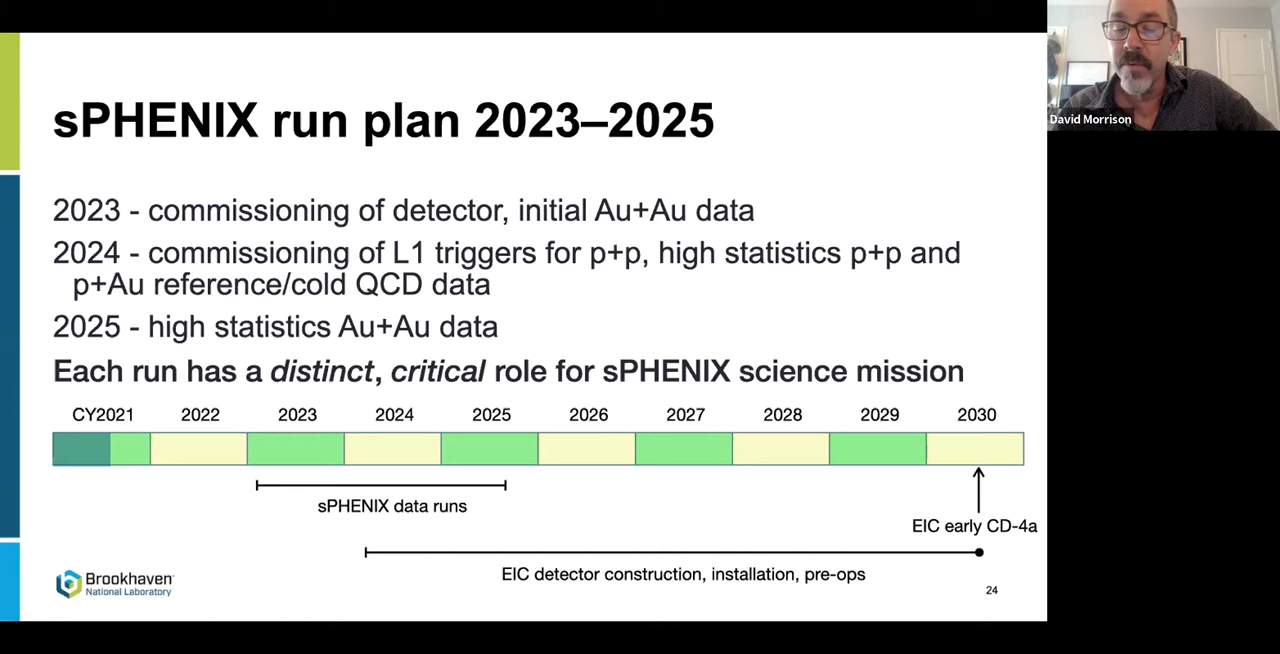 sPHENIX run plan 2023–2025
2023 - commissioning of detector, initial Au+Au data
2024 - commissioning of L1 triggers for p+p, high statistics p+p and
p+Au reference/cold QCD data
2025 - high statistics Au+Au data
Each run has a distinct, critical role for sPHENIX science mission
CY2021 2022 2023 2024 2025 2026 2027 2028 2029 2030
sPHENIX data runs
EIC early CD-4a
EIC detector construction, installation, pre-ops
Brookhaven
National Laboratory
24
David Morrison